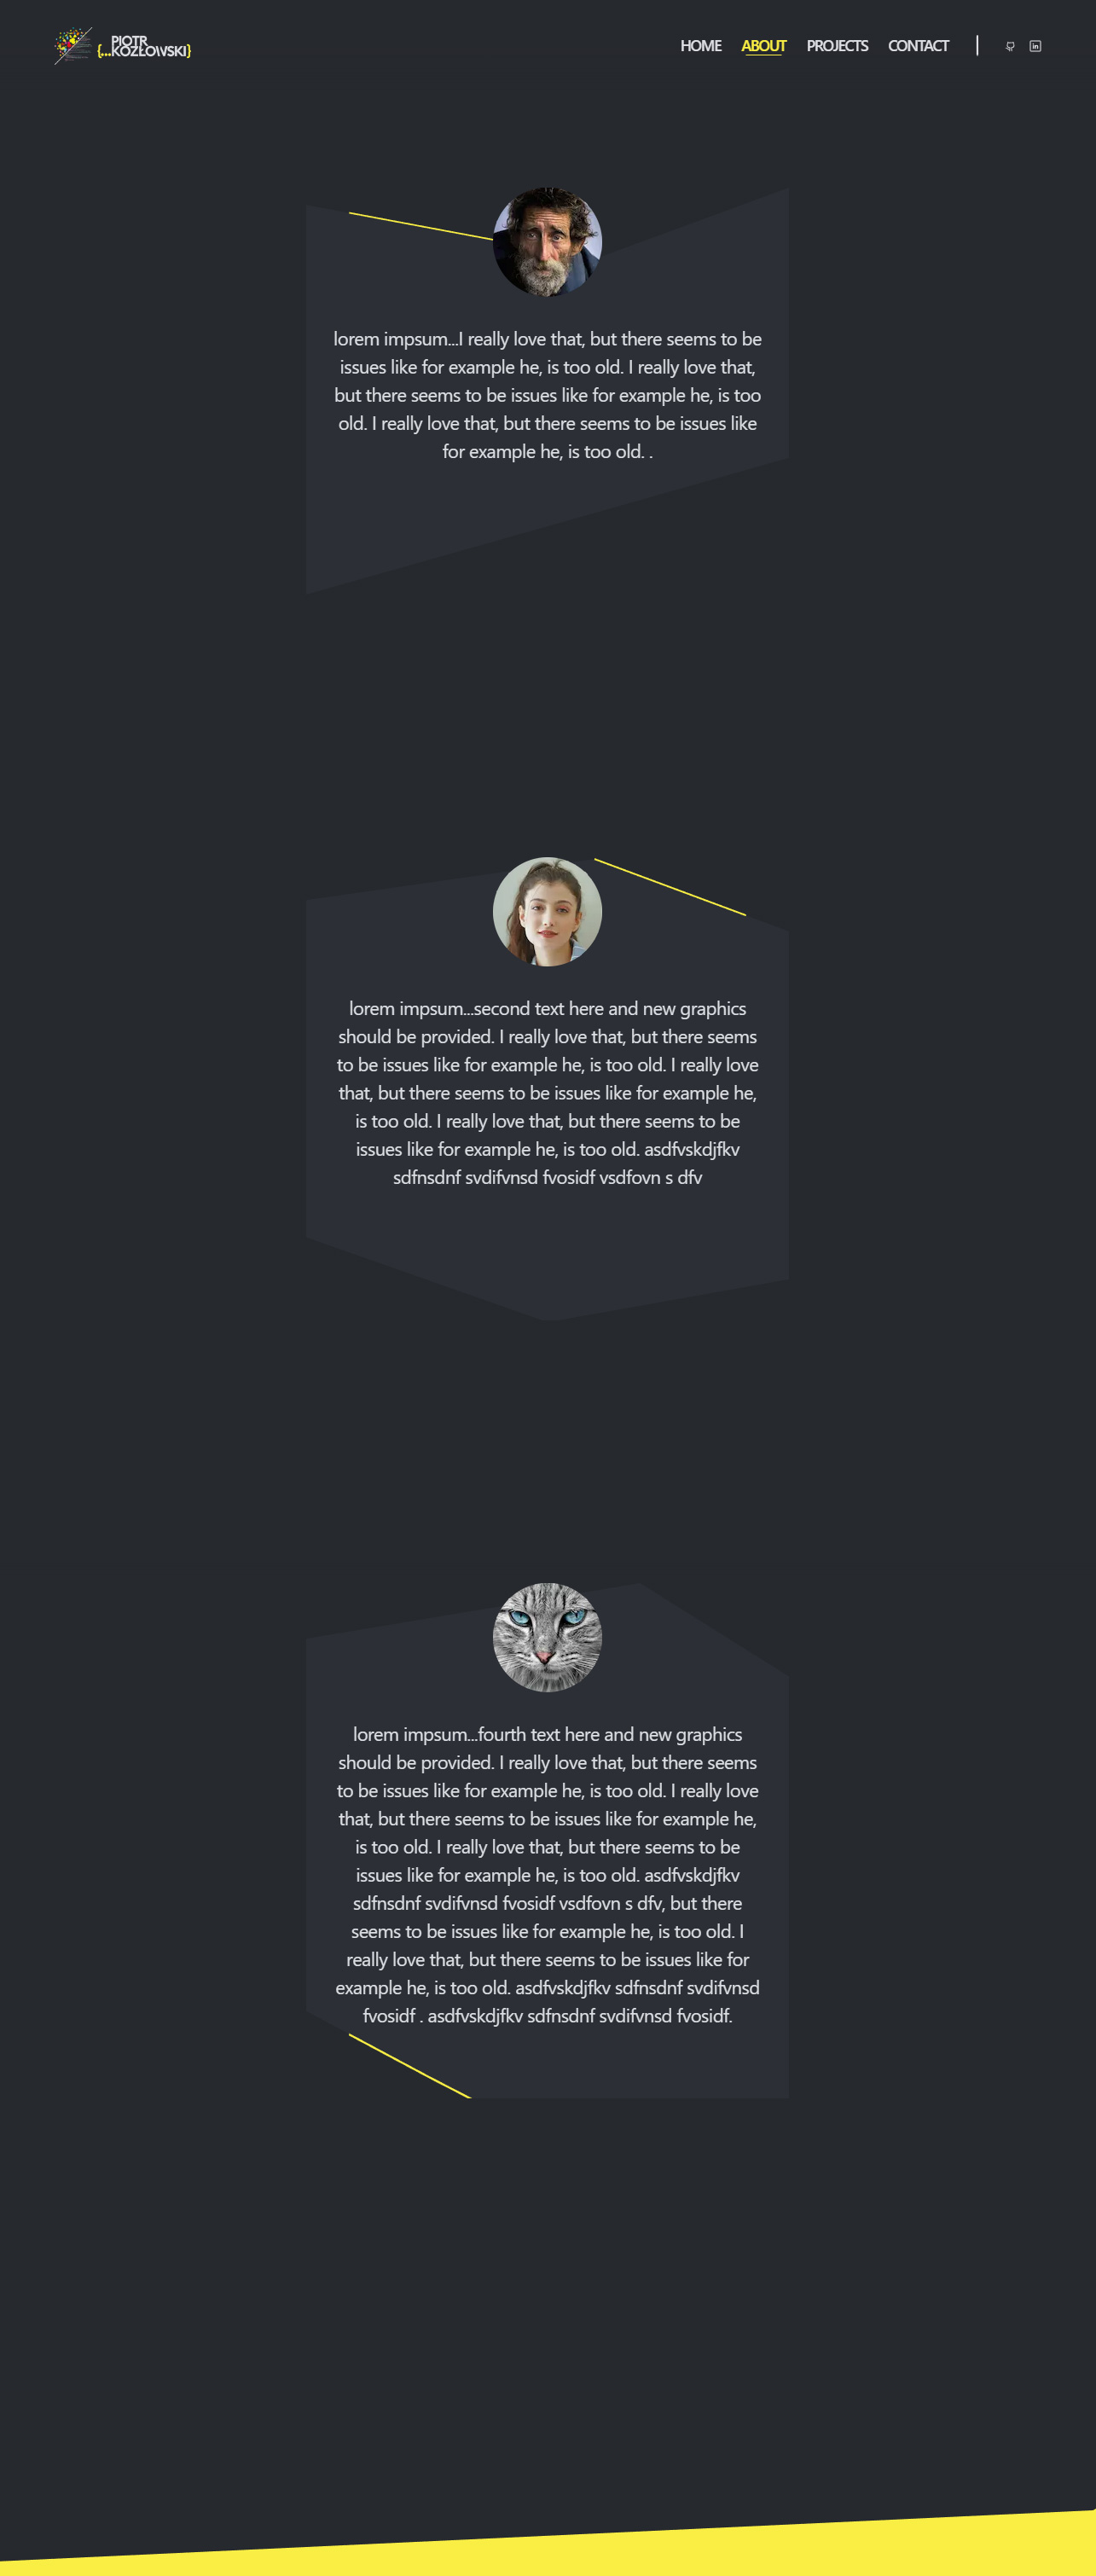 PIOTR
{...KOZŁOWSKI}
HOME ABOUT PROJECTS CONTACT
in
lorem impsum...I really love that, but there seems to be
issues like for example he, is too old. I really love that,
but there seems to be issues like for example he, is too
old. I really love that, but there seems to be issues like
for example he, is too old. .
lorem impsum...second text here and new graphics
should be provided. I really love that, but there seems
to be issues like for example he, is too old. I really love
that, but there seems to be issues like for example he,
is too old. I really love that, but there seems to be
issues like for example he, is too old. asdfvskdjfkv
sdfnsdnf svdifvnsd fvosidf vsdfovn s dfv
lorem impsum...fourth text here and new graphics
should be provided. I really love that, but there seems
to be issues like for example he, is too old. I really love
that, but there seems to be issues like for example he,
is too old. I really love that, but there seems to be
issues like for example he, is too old. asdfvskdjfkv
sdfnsdnf svdifvnsd fvosidf vsdfovn s dfv, but there
seems to be issues like for example he, is too old. I
really love that, but there seems to be issues like for
example he, is too old. asdfvskdjfkv sdfnsdnf svdifvnsd
fvosidf . asdfvskdjfkv sdfnsdnf svdifvnsd fvosidf.